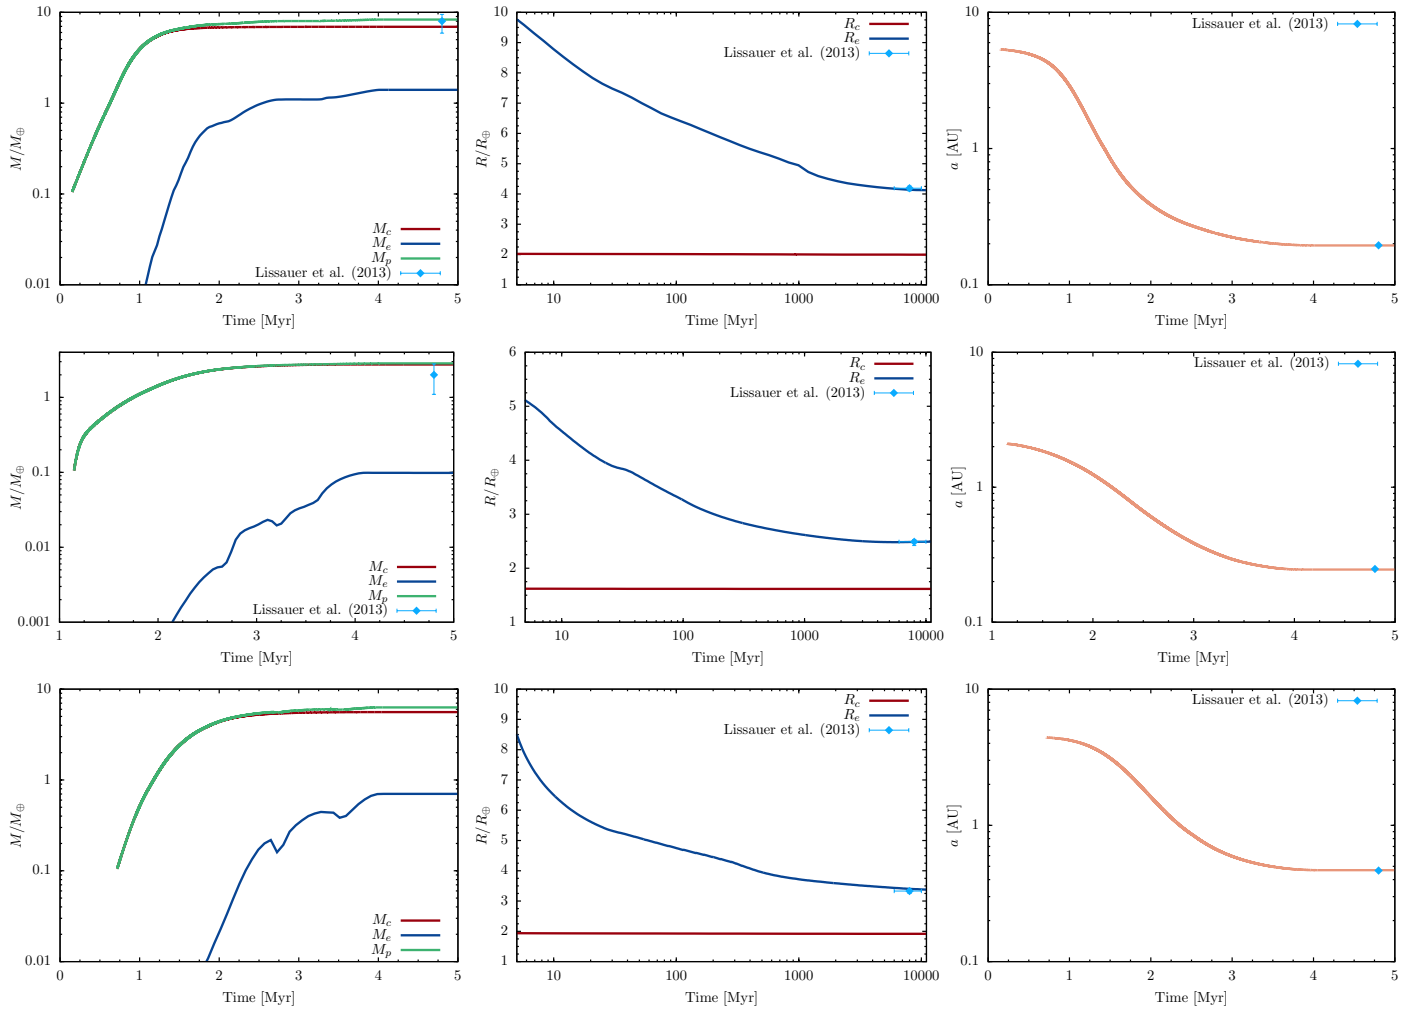 10
1
0.1
0.01
0 1 2 3 4 5
M/M⊕
Time [Myr]
M_c
M_e
M_p
Lissauer et al. (2013)
10
9
8
7
6
5
4
3
2
1
10 100 1000 10000
R/R⊕
Time [Myr]
R_c
R_e
Lissauer et al. (2013)
10
1
0.1
0 1 2 3 4 5
a [AU]
Time [Myr]
Lissauer et al. (2013)
1
0.1
0.01
0.001
1 2 3 4 5
M/M⊕
Time [Myr]
M_c
M_e
M_p
Lissauer et al. (2013)
6
5
4
3
2
1
10 100 1000 10000
R/R⊕
Time [Myr]
R_c
R_e
Lissauer et al. (2013)
10
1
0.1
1 2 3 4 5
a [AU]
Time [Myr]
Lissauer et al. (2013)
10
1
0.1
0.01
0 1 2 3 4 5
M/M⊕
Time [Myr]
M_c
M_e
M_p
10
9
8
7
6
5
4
3
2
1
10 100 1000 10000
R/R⊕
Time [Myr]
R_c
R_e
Lissauer et al. (2013)
10
1
0.1
0 1 2 3 4 5
a [AU]
Time [Myr]
Lissauer et al. (2013)